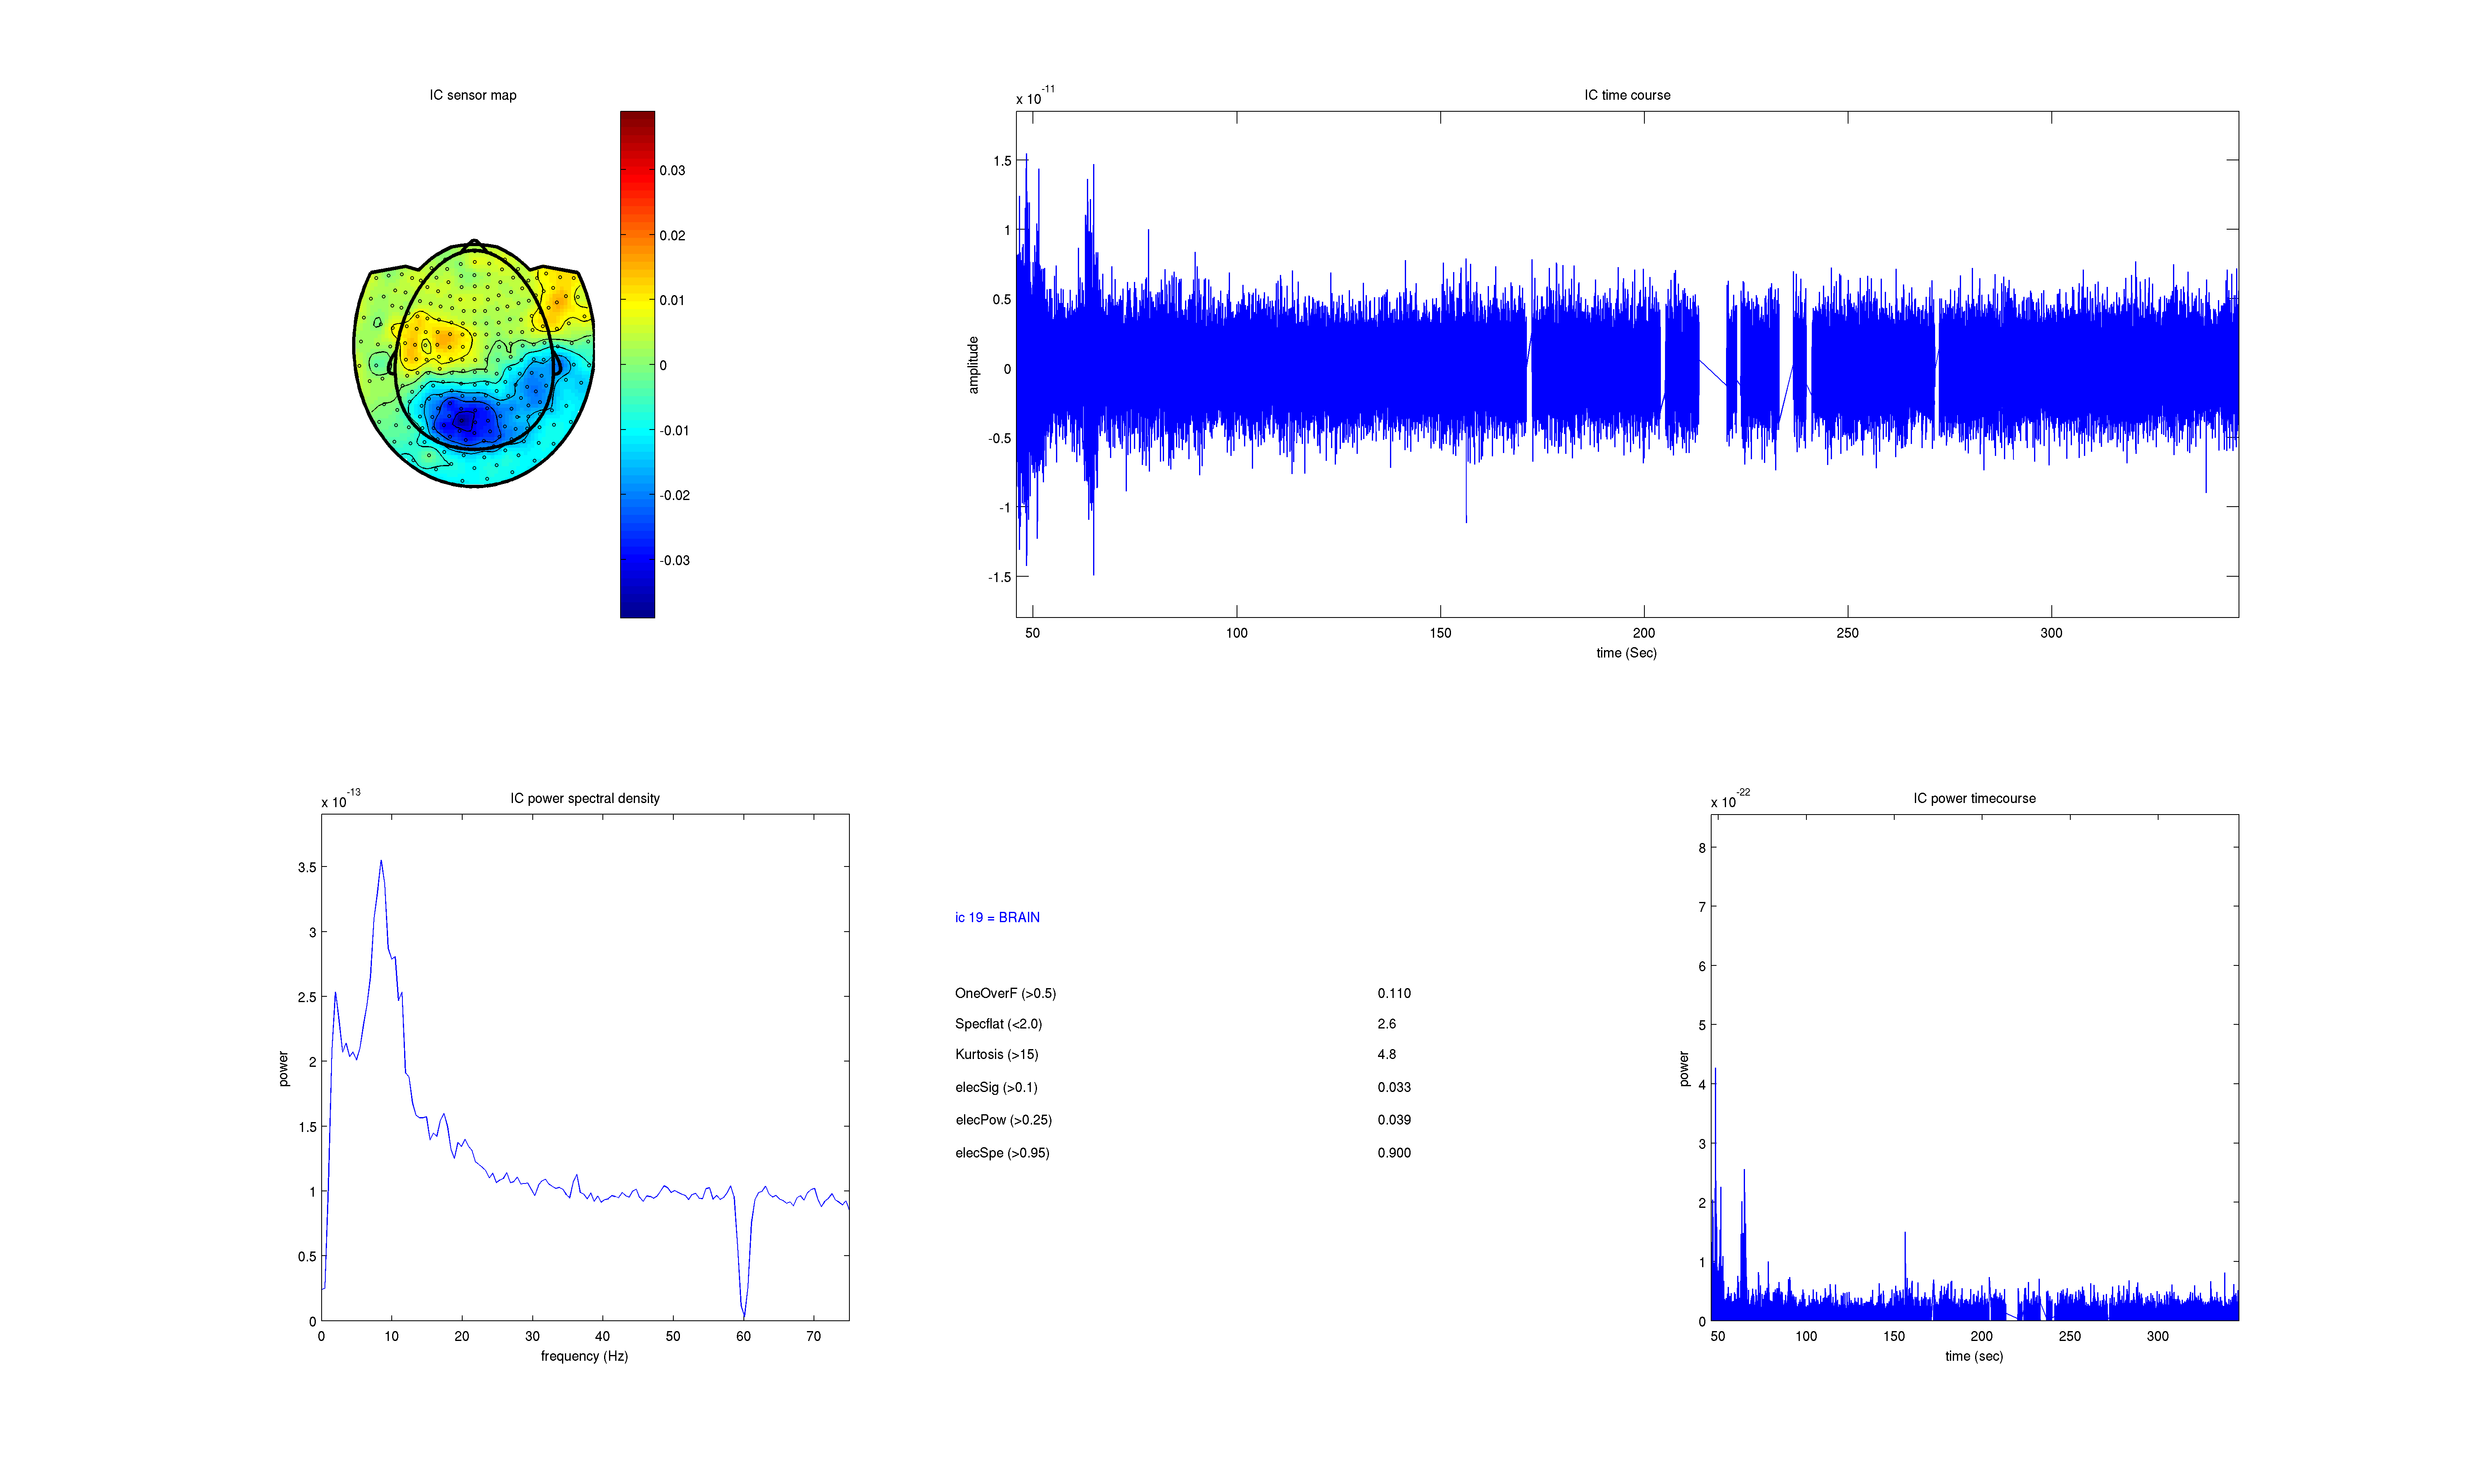 IC sensor map
0.03
0.02
0.01
0
-0.01
-0.02
-0.03
IC time course
x 10^-11
1.5
1
0.5
0
-0.5
-1
-1.5
amplitude
50 100 150 200 250 300
time (Sec)
IC power spectral density
x 10^-13
3.5
3
2.5
2
1.5
1
0.5
0
power
0 10 20 30 40 50 60 70
frequency (Hz)
ic 19 = BRAIN
OneOverF (>0.5) 0.110
Specflat (<2.0) 2.6
Kurtosis (>15) 4.8
elecSig (>0.1) 0.033
elecPow (>0.25) 0.039
elecSpe (>0.95) 0.900
IC power timecourse
x 10^-22
8
7
6
5
4
3
2
1
0
power
50 100 150 200 250 300
time (sec)